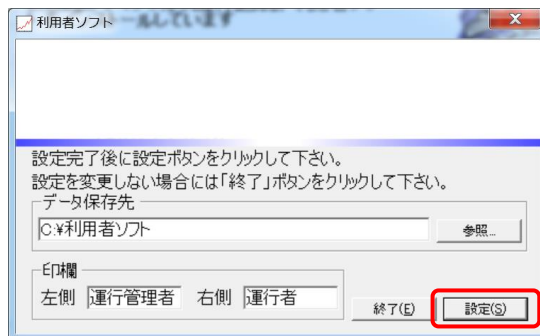 利用者ソフト
設定完了後に設定ボタンをクリックして下さい。
設定を変更しない場合には「終了」ボタンをクリックして下さい。
データ保存先
C:¥利用者ソフト
参照...
印欄
左側 運行管理者 右側 運行者
終了(E) 設定(S)